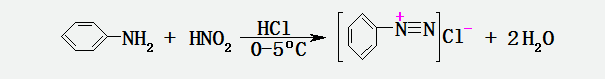 NH₂ + HNO₂ HCl 0-5°C [N≡N]Cl⁻ + 2H₂O
+